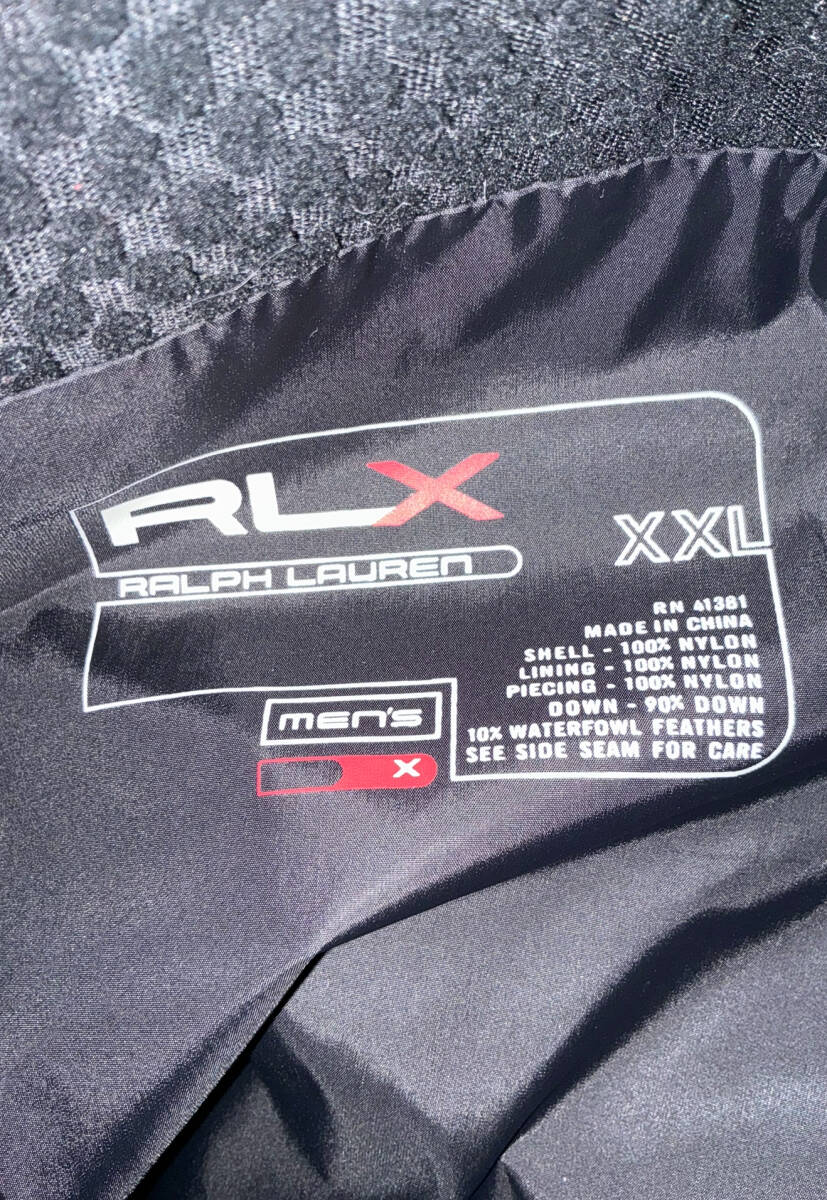 RLX
RALPH LAUREN
XXL
RN 41381
MADE IN CHINA
SHELL - 100% NYLON
LINING - 100% NYLON
PIECING - 100% NYLON
DOWN - 90% DOWN
10% WATERFOWL FEATHERS
SEE SIDE SEAM FOR CARE
men's
X